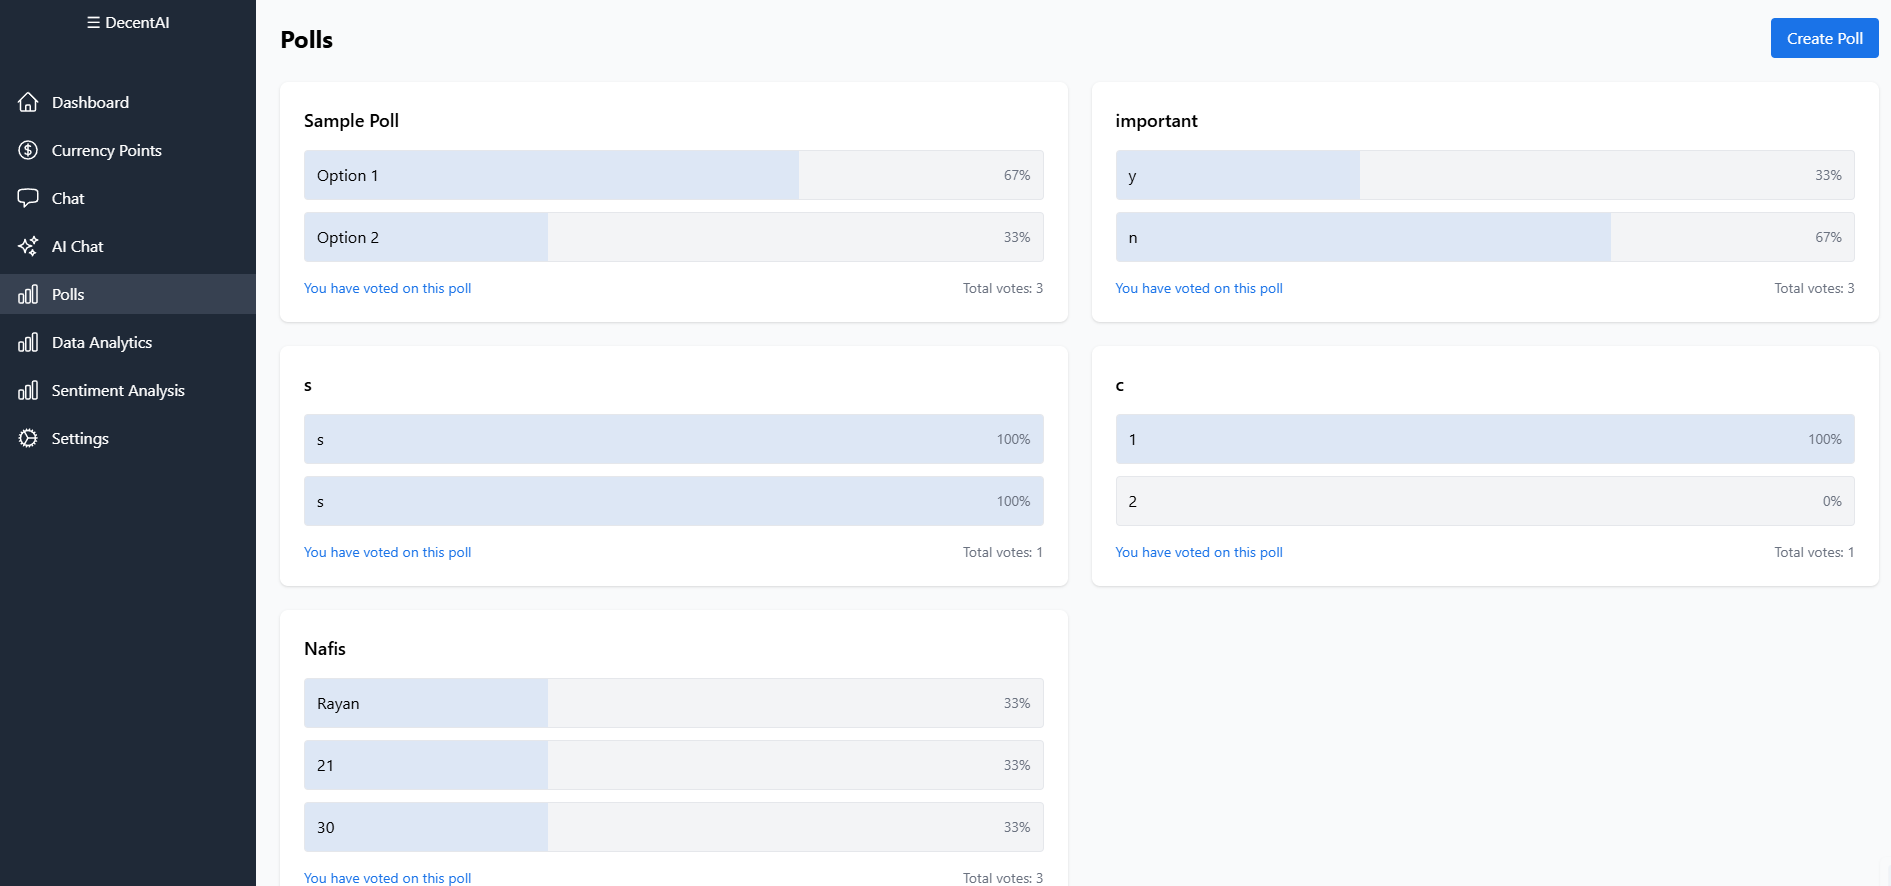 ☰ DecentAI
Dashboard
Currency Points
Chat
AI Chat
Polls
Data Analytics
Sentiment Analysis
Settings
Polls
Create Poll
Sample Poll
Option 1 67%
Option 2 33%
You have voted on this poll Total votes: 3
important
y 33%
n 67%
You have voted on this poll Total votes: 3
s
s 100%
s 100%
You have voted on this poll Total votes: 1
c
1 100%
2 0%
You have voted on this poll Total votes: 1
Nafis
Rayan 33%
21 33%
30 33%
You have voted on this poll Total votes: 3